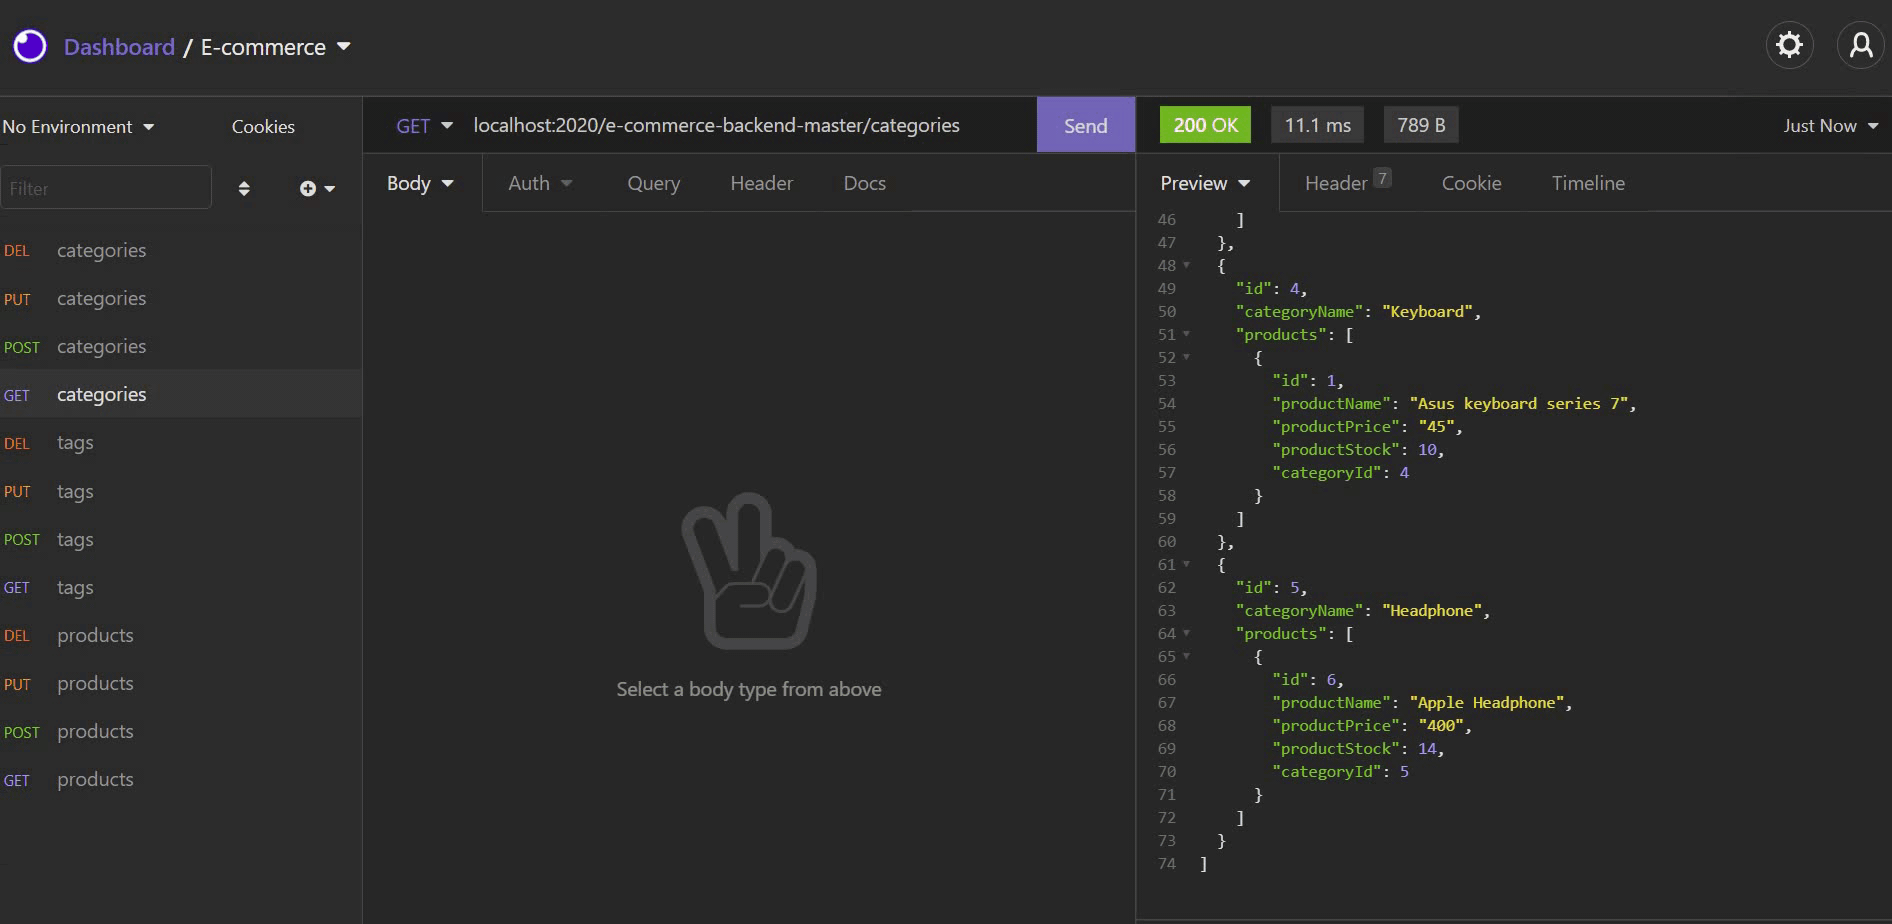 Dashboard / E-commerce
No Environment
Cookies
Filter
DEL categories
PUT categories
POST categories
GET categories
DEL tags
PUT tags
POST tags
GET tags
DEL products
PUT products
POST products
GET products
GET localhost:2020/e-commerce-backend-master/categories Send
Body Auth Query Header Docs
Select a body type from above
200 OK 11.1 ms 789 B Just Now
Preview Header 7 Cookie Timeline
46 ]
47 },
48 {
49 "id": 4,
50 "categoryName": "Keyboard",
51 "products": [
52 {
53 "id": 1,
54 "productName": "Asus keyboard series 7",
55 "productPrice": "45",
56 "productStock": 10,
57 "categoryId": 4
58 }
59 ]
60 },
61 {
62 "id": 5,
63 "categoryName": "Headphone",
64 "products": [
65 {
66 "id": 6,
67 "productName": "Apple Headphone",
68 "productPrice": "400",
69 "productStock": 14,
70 "categoryId": 5
71 }
72 ]
73 }
74 ]